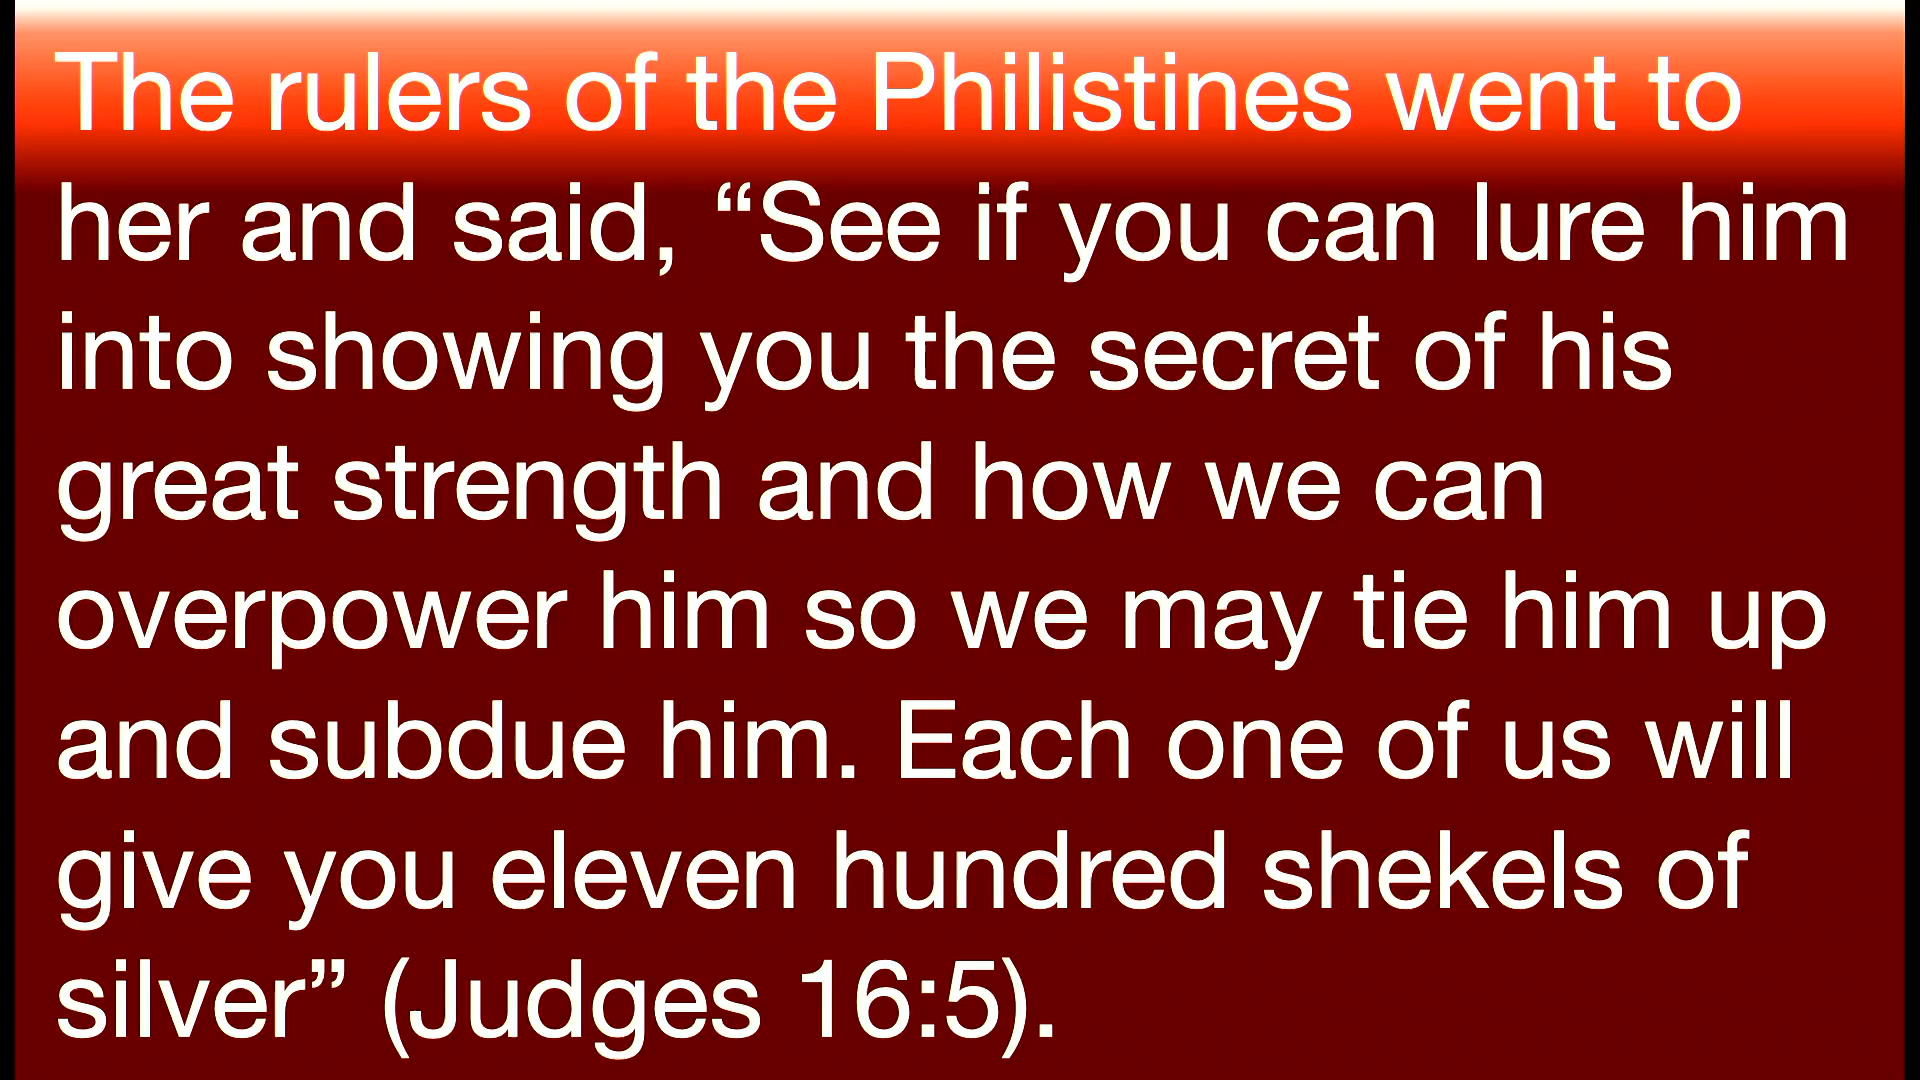 The rulers of the Philistines went to
her and said, “See if you can lure him
into showing you the secret of his
great strength and how we can
overpower him so we may tie him up
and subdue him. Each one of us will
give you eleven hundred shekels of
silver” (Judges 16:5).